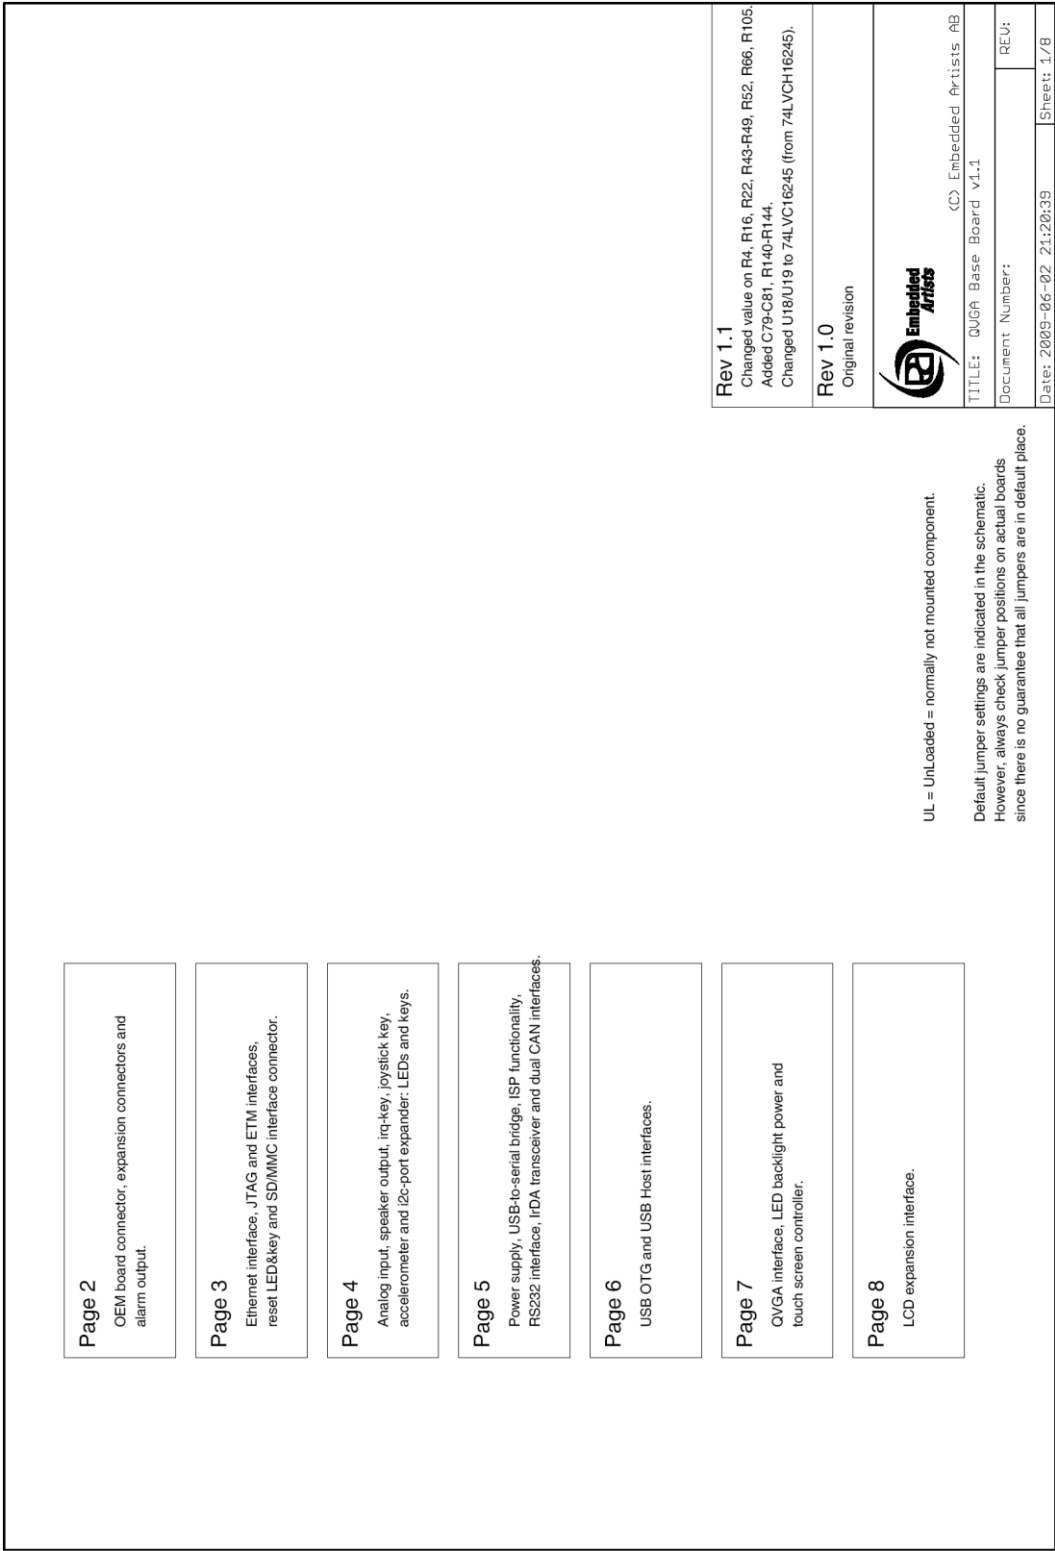 Page 2
OEM board connector, expansion connectors and
alarm output.
Page 3
Ethernet interface, JTAG and ETM interfaces,
reset LED&key and SD/MMC interface connector.
Page 4
Analog input, speaker output, irq-key, joystick key,
accelerometer and i2c-port expander: LEDs and keys.
Page 5
Power supply, USB-to-serial bridge, ISP functionality,
RS232 interface, IrDA transceiver and dual CAN interfaces.
Page 6
USB OTG and USB Host interfaces.
Page 7
QVGA interface, LED backlight power and
touch screen controller.
Page 8
LCD expansion interface.
UL = UnLoaded = normally not mounted component.
Default jumper settings are indicated in the schematic.
However, always check jumper positions on actual boards
since there is no guarantee that all jumpers are in default place.
Rev 1.1
Changed value on R4, R16, R22, R43-R49, R52, R66, R105.
Added C79-C81, R140-R144.
Changed U18/U19 to 74LVC16245 (from 74LVCH16245).
Rev 1.0
Original revision
Embedded
Artists
(C) Embedded Artists AB
TITLE: QVGA Base Board v1.1
Document Number:
REV:
Date: 2009-06-02 21:20:39
Sheet: 1/8